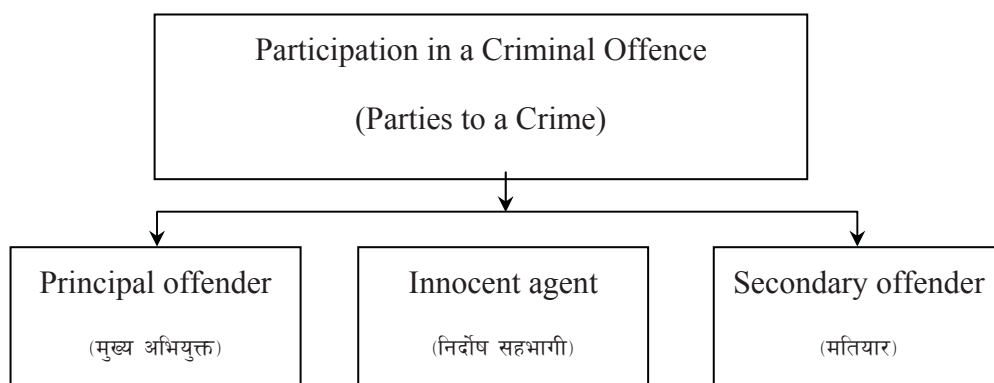 Participation in a Criminal Offence
(Parties to a Crime)
Principal offender
(मुख्य अभियुक्त)
Innocent agent
(निर्दोष सहभागी)
Secondary offender
(मतियार)